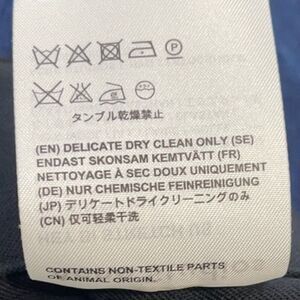 P
タンブル乾燥禁止
(EN) DELICATE DRY CLEAN ONLY (SE)
ENDAST SKONSAM KEMTVÄTT (FR)
NETTOYAGE À SEC DOUX UNIQUEMENT
(DE) NUR CHEMISCHE FEINREINIGUNG
(JP) デリケートドライクリーニングのみ
(CN) 仅可轻柔干洗
CONTAINS NON-TEXTILE PARTS
OF ANIMAL ORIGIN.